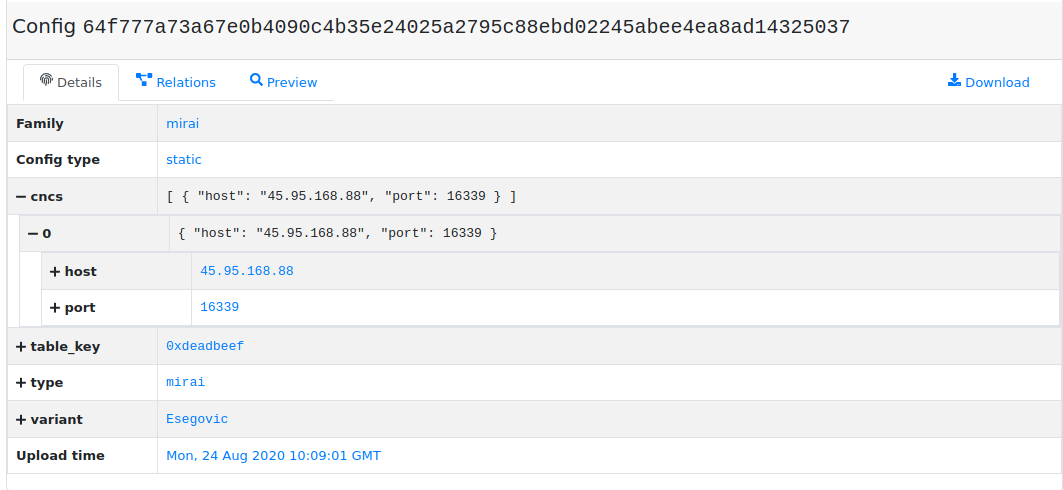 Config 64f777a73a67e0b4090c4b35e24025a2795c88ebd02245abee4ea8ad14325037
Details Relations Preview Download
Family mirai
Config type static
cncs [ { "host": "45.95.168.88", "port": 16339 } ]
0 { "host": "45.95.168.88", "port": 16339 }
host 45.95.168.88
port 16339
table_key 0xdeadbeef
type mirai
variant Esegovic
Upload time Mon, 24 Aug 2020 10:09:01 GMT